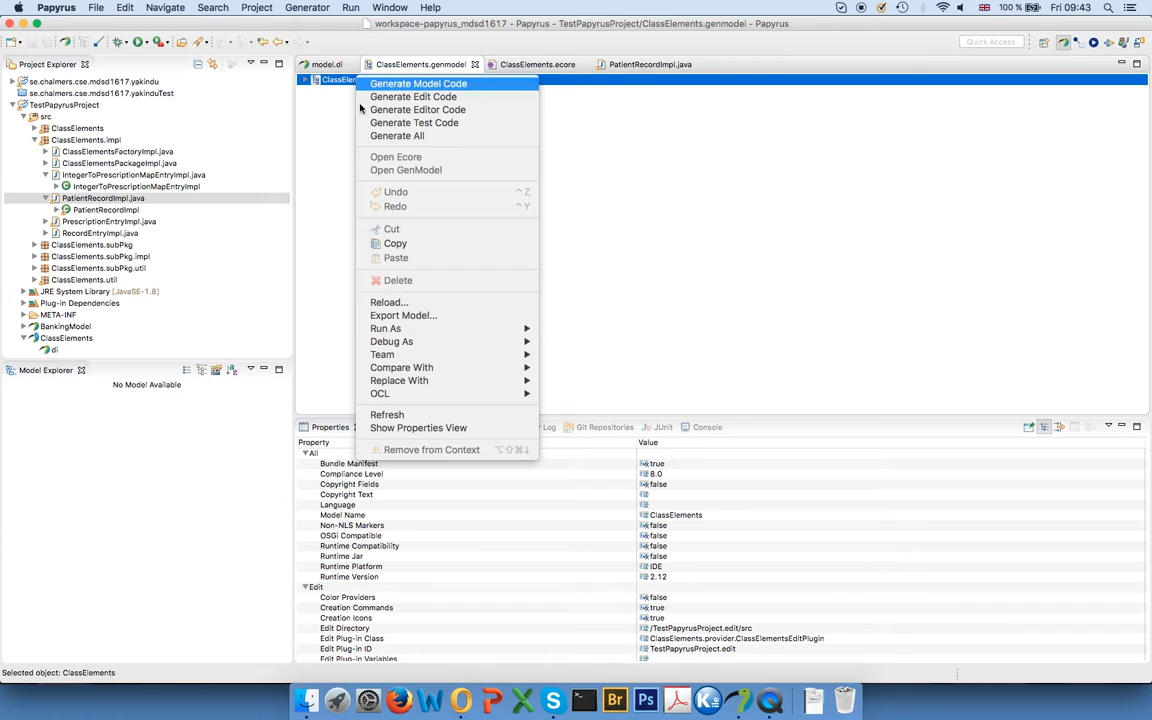 Papyrus File Edit Navigate Search Project Generator Run Window Help 100 % Fri 09:43
workspace-papyrus_mdsd1617 - Papyrus - TestPapyrusProject/ClassElements.genmodel - Papyrus
Quick Access
Project Explorer
se.chalmers.cse.mdsd1617.yakindu
se.chalmers.cse.mdsd1617.yakinduTest
TestPapyrusProject
src
ClassElements
ClassElements.impl
ClassElementsFactoryImpl.java
ClassElementsPackageImpl.java
IntegerToPrescriptionMapEntryImpl.java
IntegerToPrescriptionMapEntryImpl
PatientRecordImpl.java
PatientRecordImpl
PrescriptionEntryImpl.java
RecordEntryImpl.java
ClassElements.subPkg
ClassElements.subPkg.impl
ClassElements.subPkg.util
ClassElements.util
JRE System Library [JavaSE-1.8]
Plug-in Dependencies
META-INF
BankingModel
ClassElements
di
Model Explorer
No Model Available
model.di ClassElements.genmodel ClassElements.ecore PatientRecordImpl.java
ClassElem
Generate Model Code
Generate Edit Code
Generate Editor Code
Generate Test Code
Generate All
Open Ecore
Open GenModel
Undo ^Z
Redo ^Y
Cut
Copy
Paste
Delete
Reload...
Export Model...
Run As
Debug As
Team
Compare With
Replace With
OCL
Refresh
Show Properties View
Remove from Context ⌥⇧⌘↓
Properties Log Git Repositories JUnit Console
Property Value
All
Bundle Manifest true
Compliance Level 8.0
Copyright Fields false
Copyright Text
Language
Model Name ClassElements
Non-NLS Markers false
OSGi Compatible false
Runtime Compatibility false
Runtime Jar false
Runtime Platform IDE
Runtime Version 2.12
Edit
Color Providers false
Creation Commands true
Creation Icons true
Edit Directory /TestPapyrusProject.edit/src
Edit Plug-in Class ClassElements.provider.ClassElementsEditPlugin
Edit Plug-in ID TestPapyrusProject.edit
Edit Plug-in Variables
Selected object: ClassElements
Br Ps